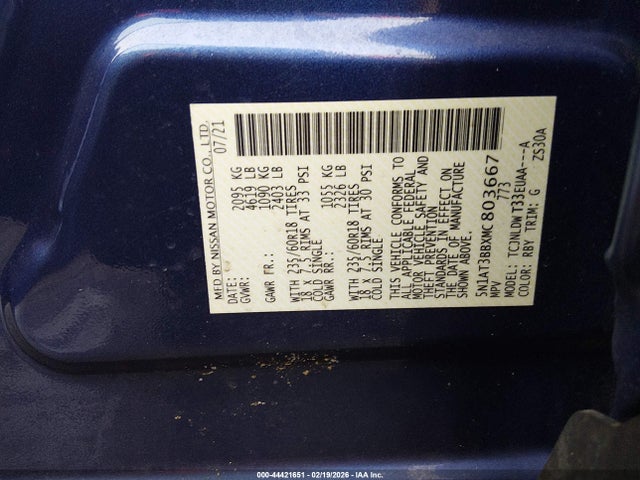 MFD BY NISSAN MOTOR CO., LTD.
DATE: 07/21
GVWR: 2095 KG
4619 LB
GAWR FR.: 1090 KG
2403 LB
WITH 235/60R18 TIRES
18 X 7.5 RIMS AT 33 PSI
COLD SINGLE
GAWR RR.: 1055 KG
2326 LB
WITH 235/60R18 TIRES
18 X 7.5 RIMS AT 30 PSI
COLD SINGLE
THIS VEHICLE CONFORMS TO
ALL APPLICABLE FEDERAL
MOTOR VEHICLE SAFETY AND
THEFT PREVENTION
STANDARDS IN EFFECT ON
THE DATE OF MANUFACTURE
SHOWN ABOVE.
5N1AT3BBXMC803667
MPV 773
MODEL: TCJNLDWT33EUAA---A
COLOR: RBY TRIM: G ZS30A
000-44421651 - 02/19/2026 - IAA Inc.